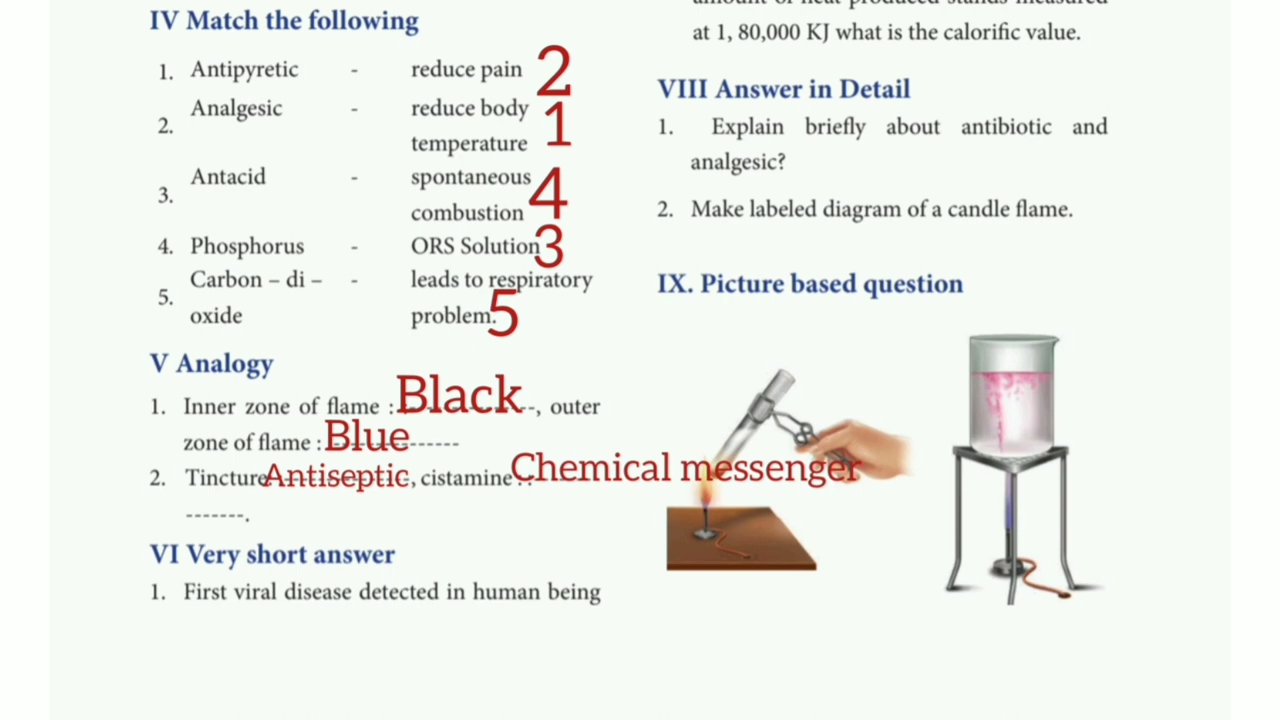 IV Match the following
1. Antipyretic - reduce pain 2
2. Analgesic - reduce body temperature 1
3. Antacid - spontaneous combustion 4
4. Phosphorus - ORS Solution 3
5. Carbon – di – oxide - leads to respiratory problem. 5
V Analogy
1. Inner zone of flame : Black --, outer
zone of flame : Blue ------
2. Tincture Antiseptic, cistamine : Chemical messenger
-------.
VI Very short answer
1. First viral disease detected in human being
amount of heat produced stands measured
at 1, 80,000 KJ what is the calorific value.
VIII Answer in Detail
1. Explain briefly about antibiotic and
analgesic?
2. Make labeled diagram of a candle flame.
IX. Picture based question